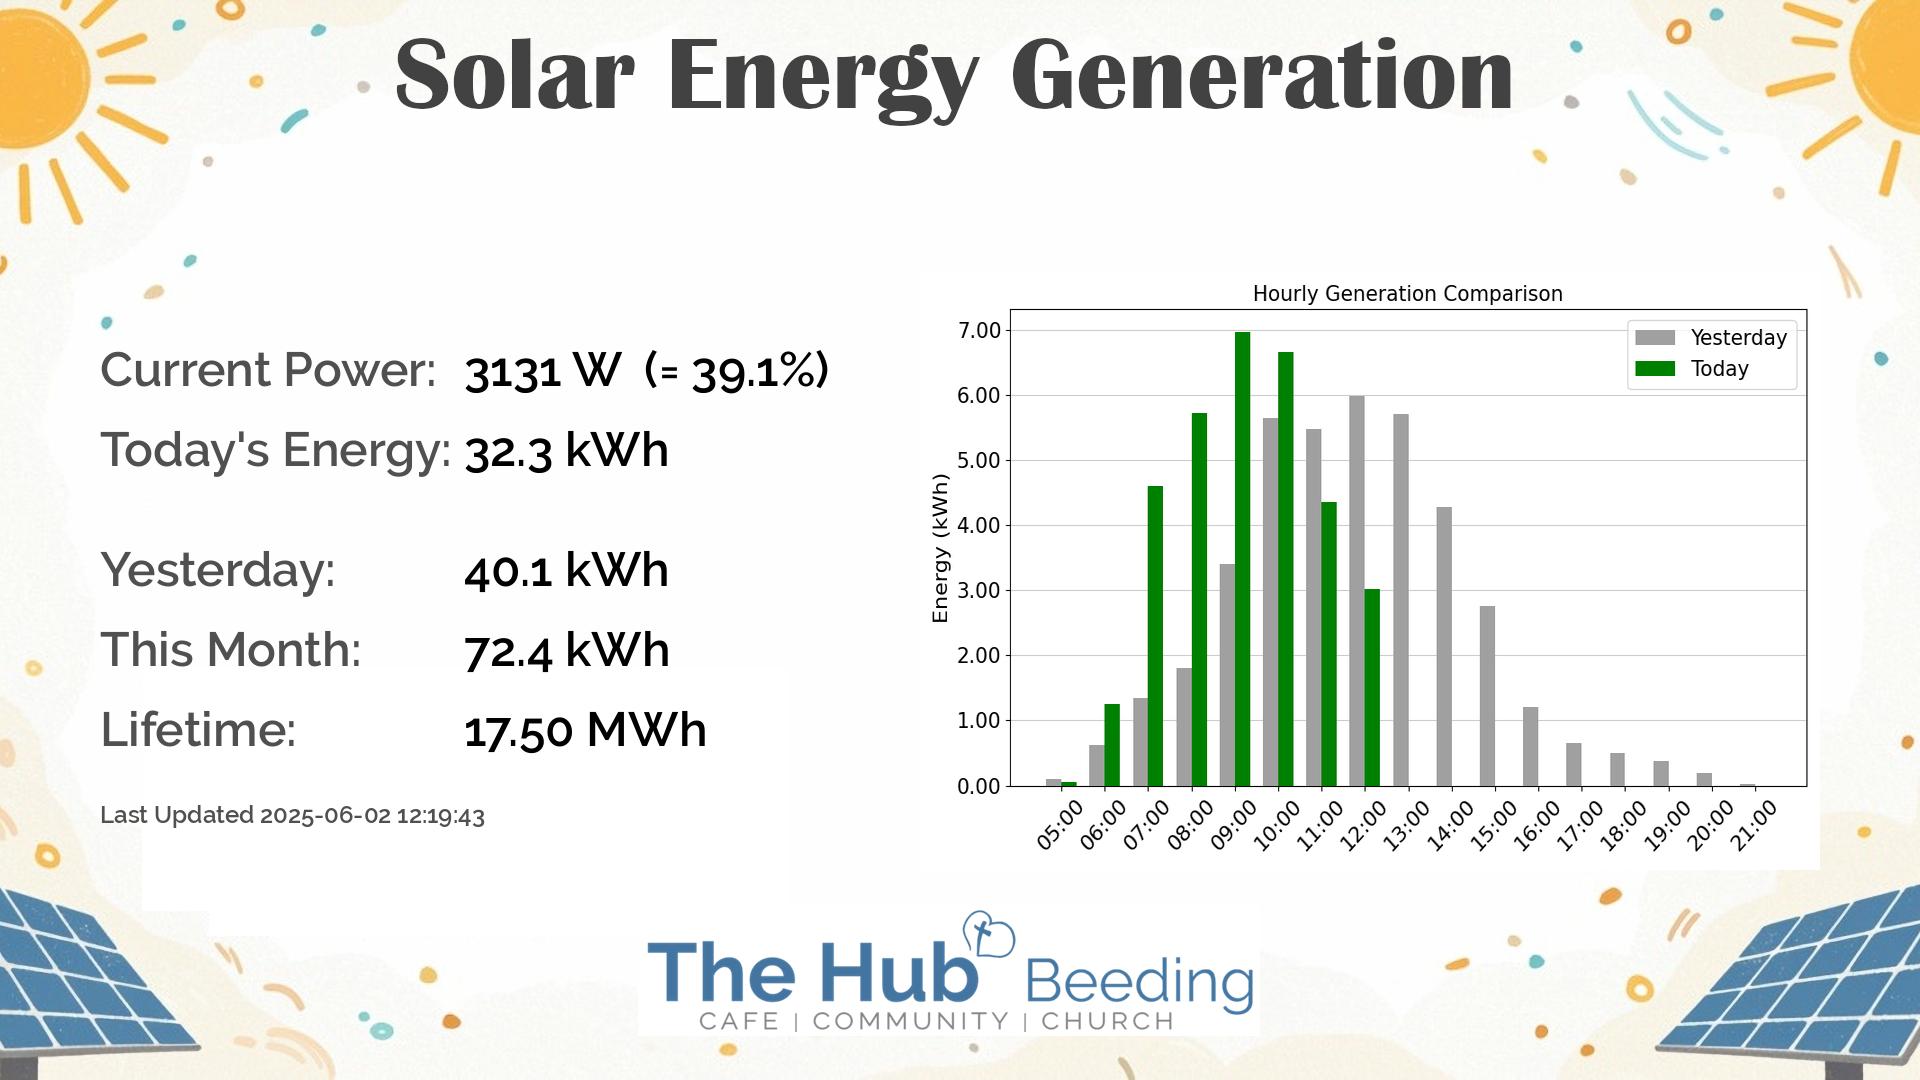 Solar Energy Generation
Current Power: 3131 W (= 39.1%)
Today's Energy: 32.3 kWh
Yesterday: 40.1 kWh
This Month: 72.4 kWh
Lifetime: 17.50 MWh
Last Updated 2025-06-02 12:19:43
Hourly Generation Comparison
Yesterday
Today
Energy (kWh)
7.00
6.00
5.00
4.00
3.00
2.00
1.00
0.00
05:00 06:00 07:00 08:00 09:00 10:00 11:00 12:00 13:00 14:00 15:00 16:00 17:00 18:00 19:00 20:00 21:00
The Hub Beeding
CAFE | COMMUNITY | CHURCH